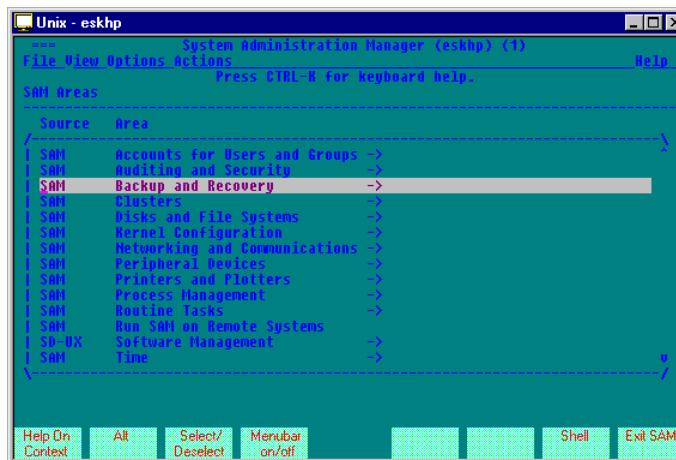 Unix - eskhp
=== System Administration Manager (eskhp) (1)
File View Options Actions Help
Press CTRL-K for keyboard help.
SAM Areas
Source Area
SAM Accounts for Users and Groups ->
SAM Auditing and Security ->
SAM Backup and Recovery ->
SAM Clusters ->
SAM Disks and File Systems ->
SAM Kernel Configuration ->
SAM Networking and Communications ->
SAM Peripheral Devices ->
SAM Printers and Plotters ->
SAM Process Management ->
SAM Routine Tasks ->
SAM Run SAM on Remote Systems
SD-UX Software Management ->
SAM Time ->
Help On Context Alt Select/ Deselect Menubar on/off Shell Exit SAM